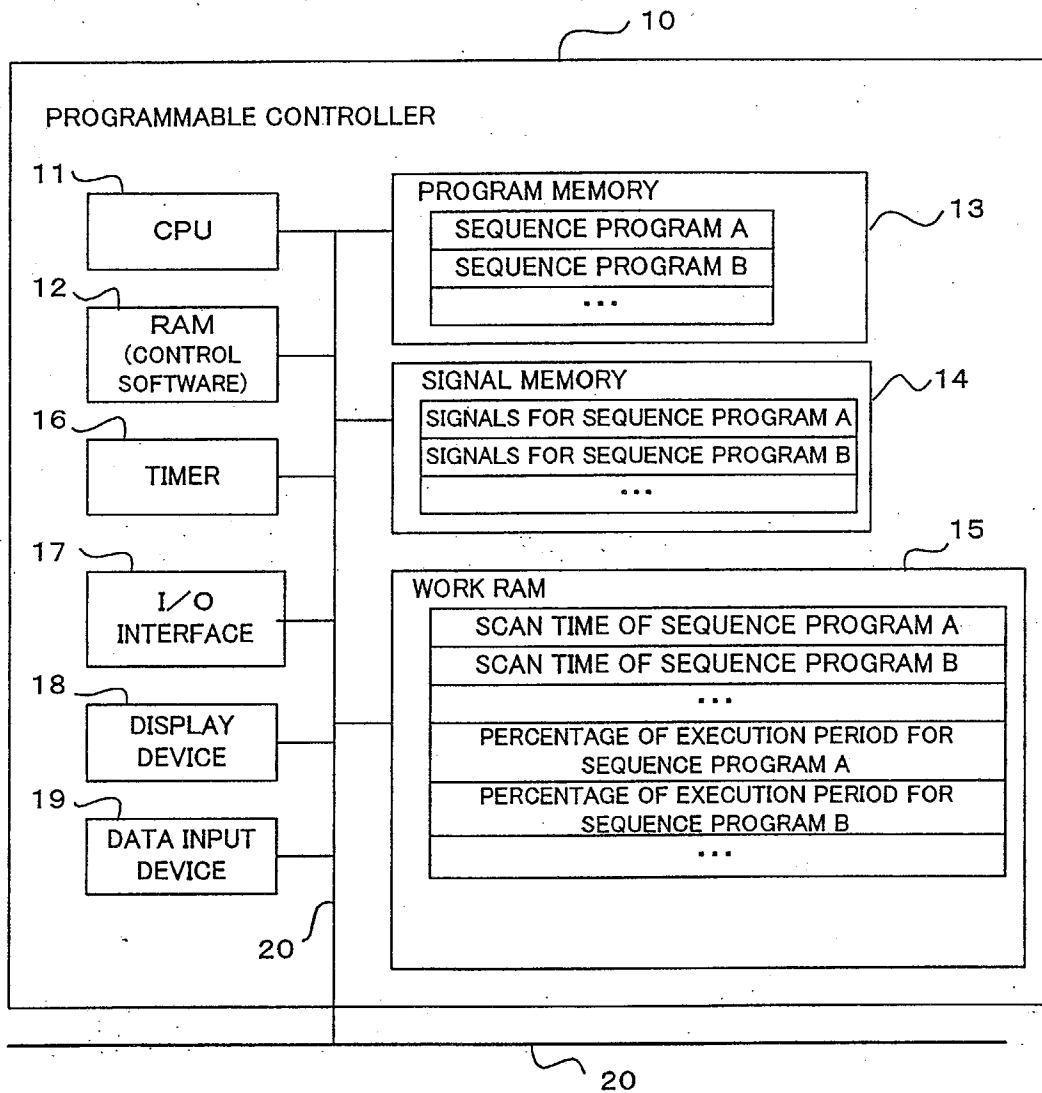 10
PROGRAMMABLE CONTROLLER
11
CPU
12
RAM
(CONTROL
SOFTWARE)
16
TIMER
17
I/O
INTERFACE
18
DISPLAY
DEVICE
19
DATA INPUT
DEVICE
20
PROGRAM MEMORY
13
SEQUENCE PROGRAM A
SEQUENCE PROGRAM B
...
SIGNAL MEMORY
14
SIGNALS FOR SEQUENCE PROGRAM A
SIGNALS FOR SEQUENCE PROGRAM B
...
15
WORK RAM
SCAN TIME OF SEQUENCE PROGRAM A
SCAN TIME OF SEQUENCE PROGRAM B
...
PERCENTAGE OF EXECUTION PERIOD FOR
SEQUENCE PROGRAM A
PERCENTAGE OF EXECUTION PERIOD FOR
SEQUENCE PROGRAM B
...
20